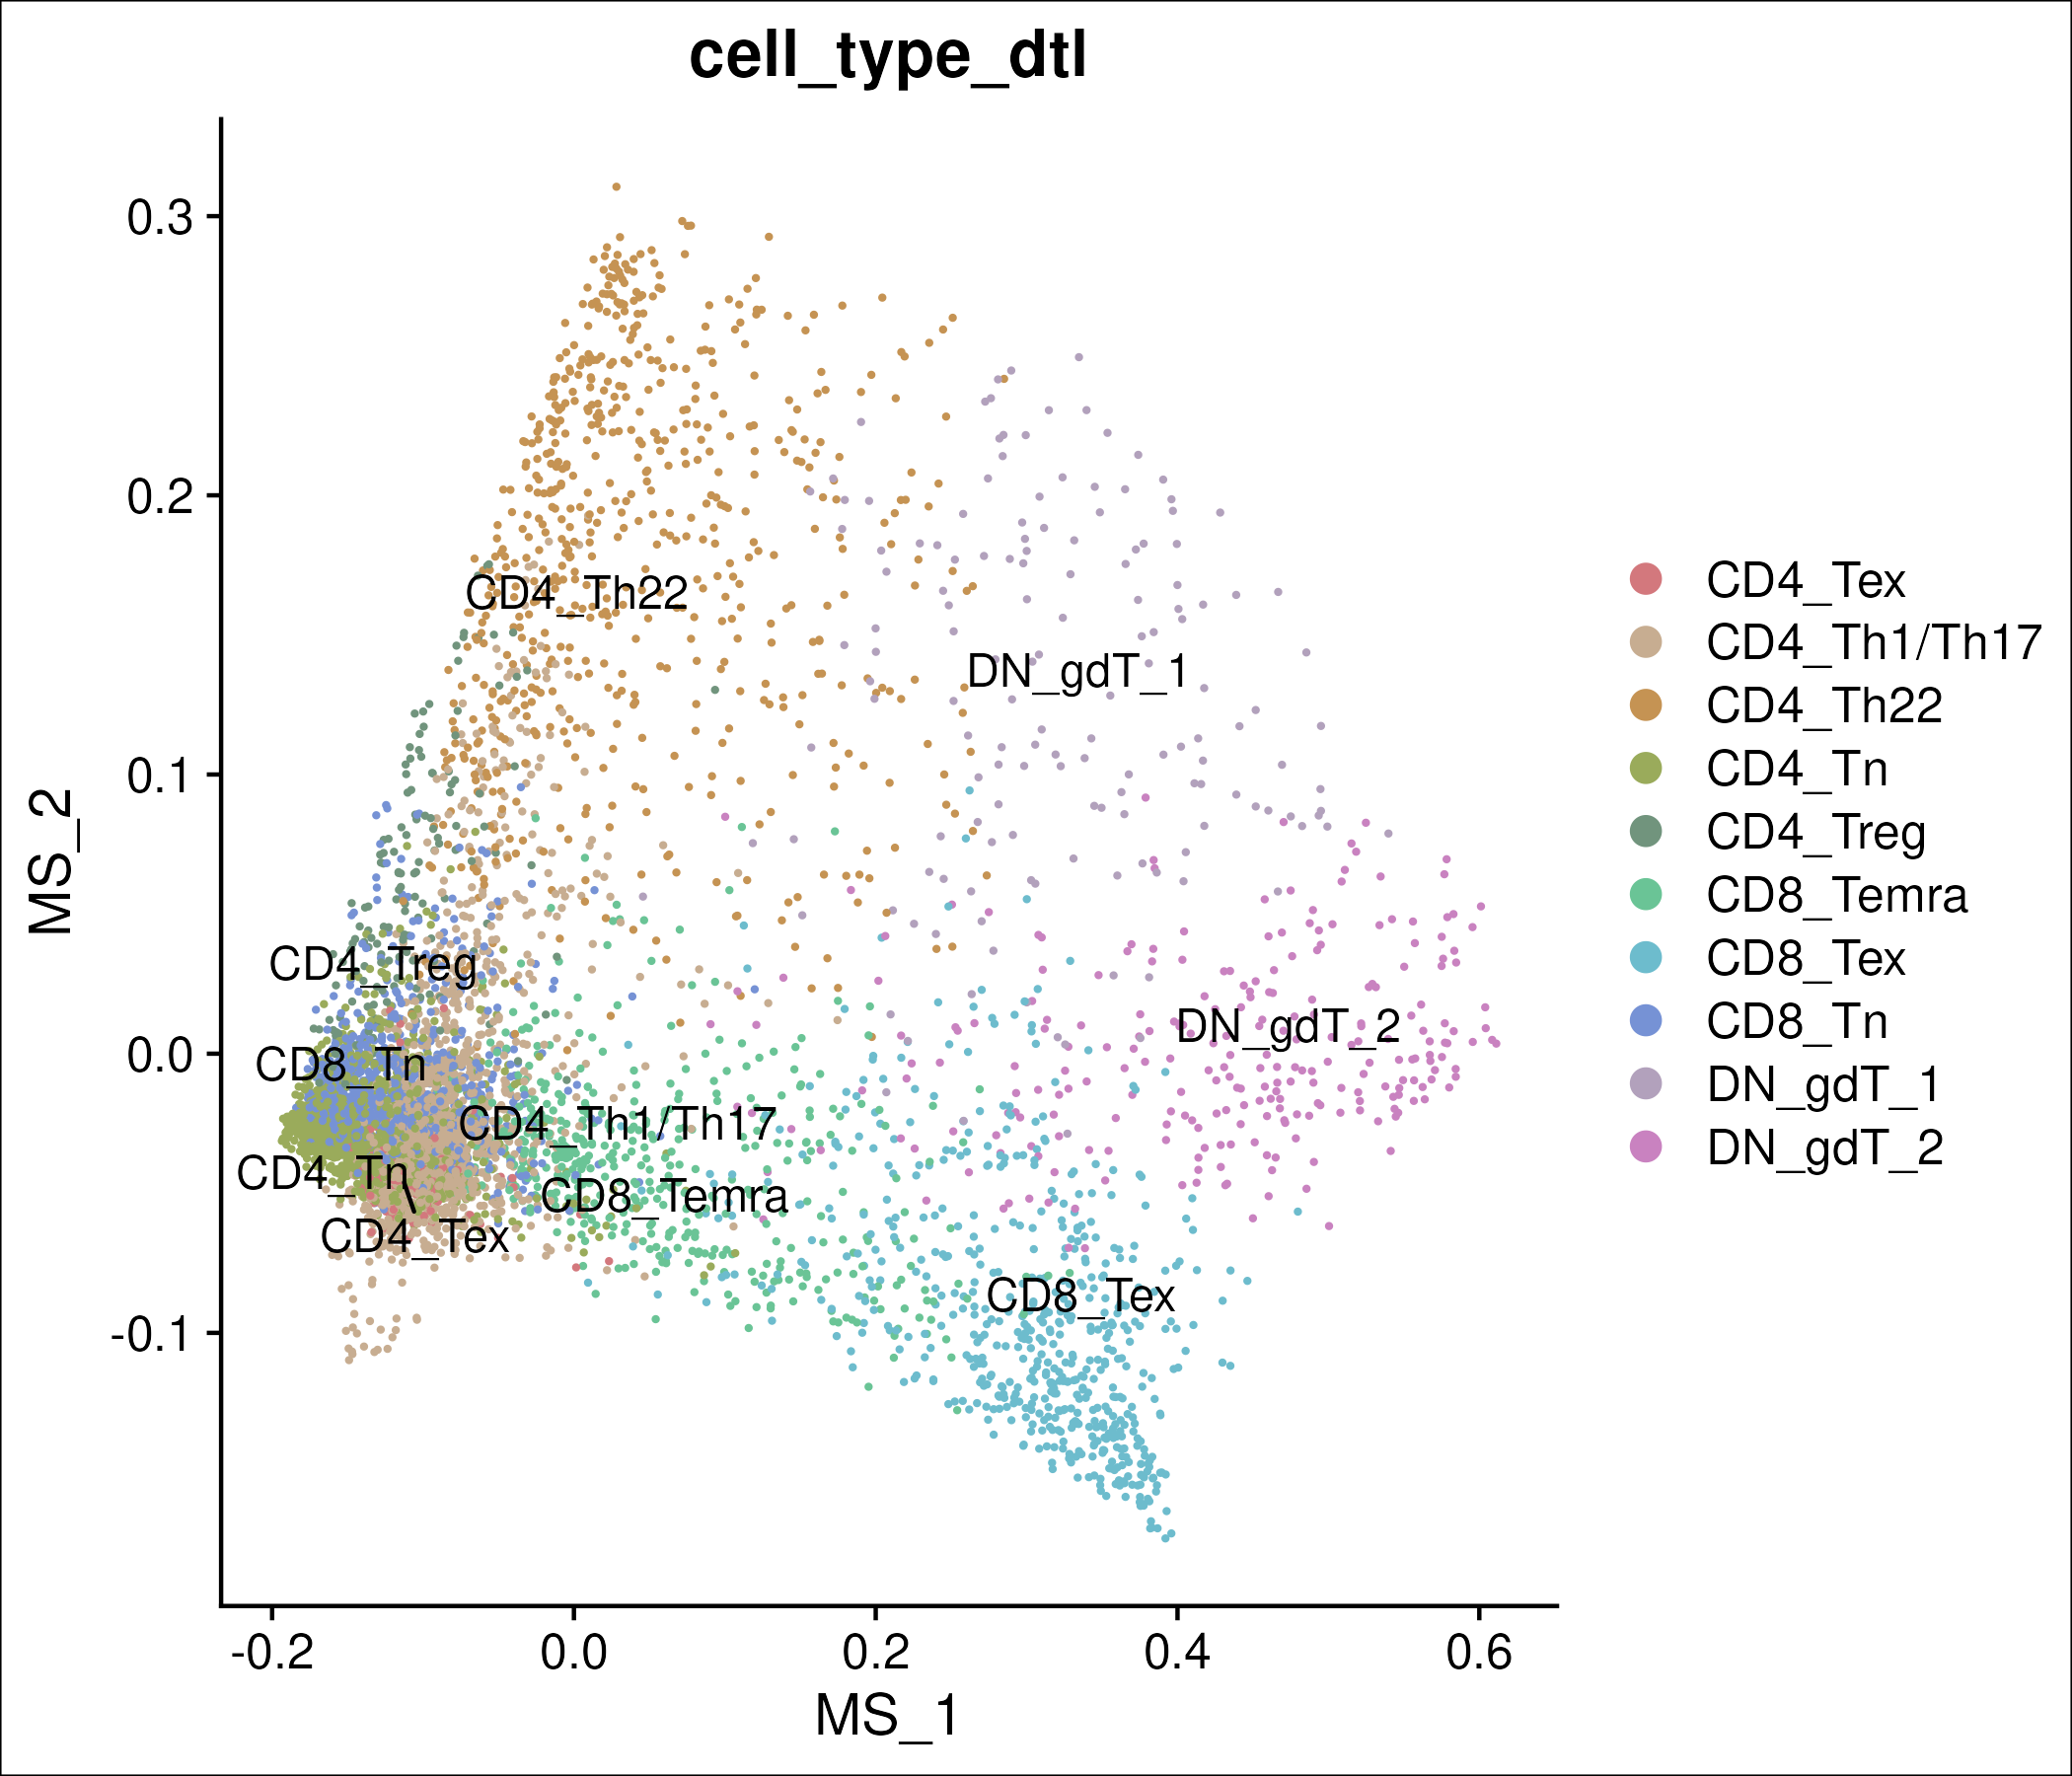 cell_type_dtl
MS_2
0.3
0.2
0.1
0.0
-0.1
CD4_Th22
DN_gdT_1
CD4_Treg
DN_gdT_2
CD8_Tn
CD4_Th1/Th17
CD4_Tn
CD8_Temra
CD4_Tex
CD8_Tex
-0.2
0.0
0.2
0.4
0.6
MS_1
CD4_Tex
CD4_Th1/Th17
CD4_Th22
CD4_Tn
CD4_Treg
CD8_Temra
CD8_Tex
CD8_Tn
DN_gdT_1
DN_gdT_2